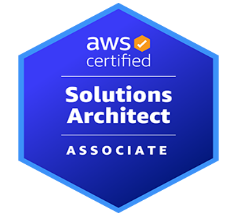 aws
certified
Solutions
Architect
ASSOCIATE